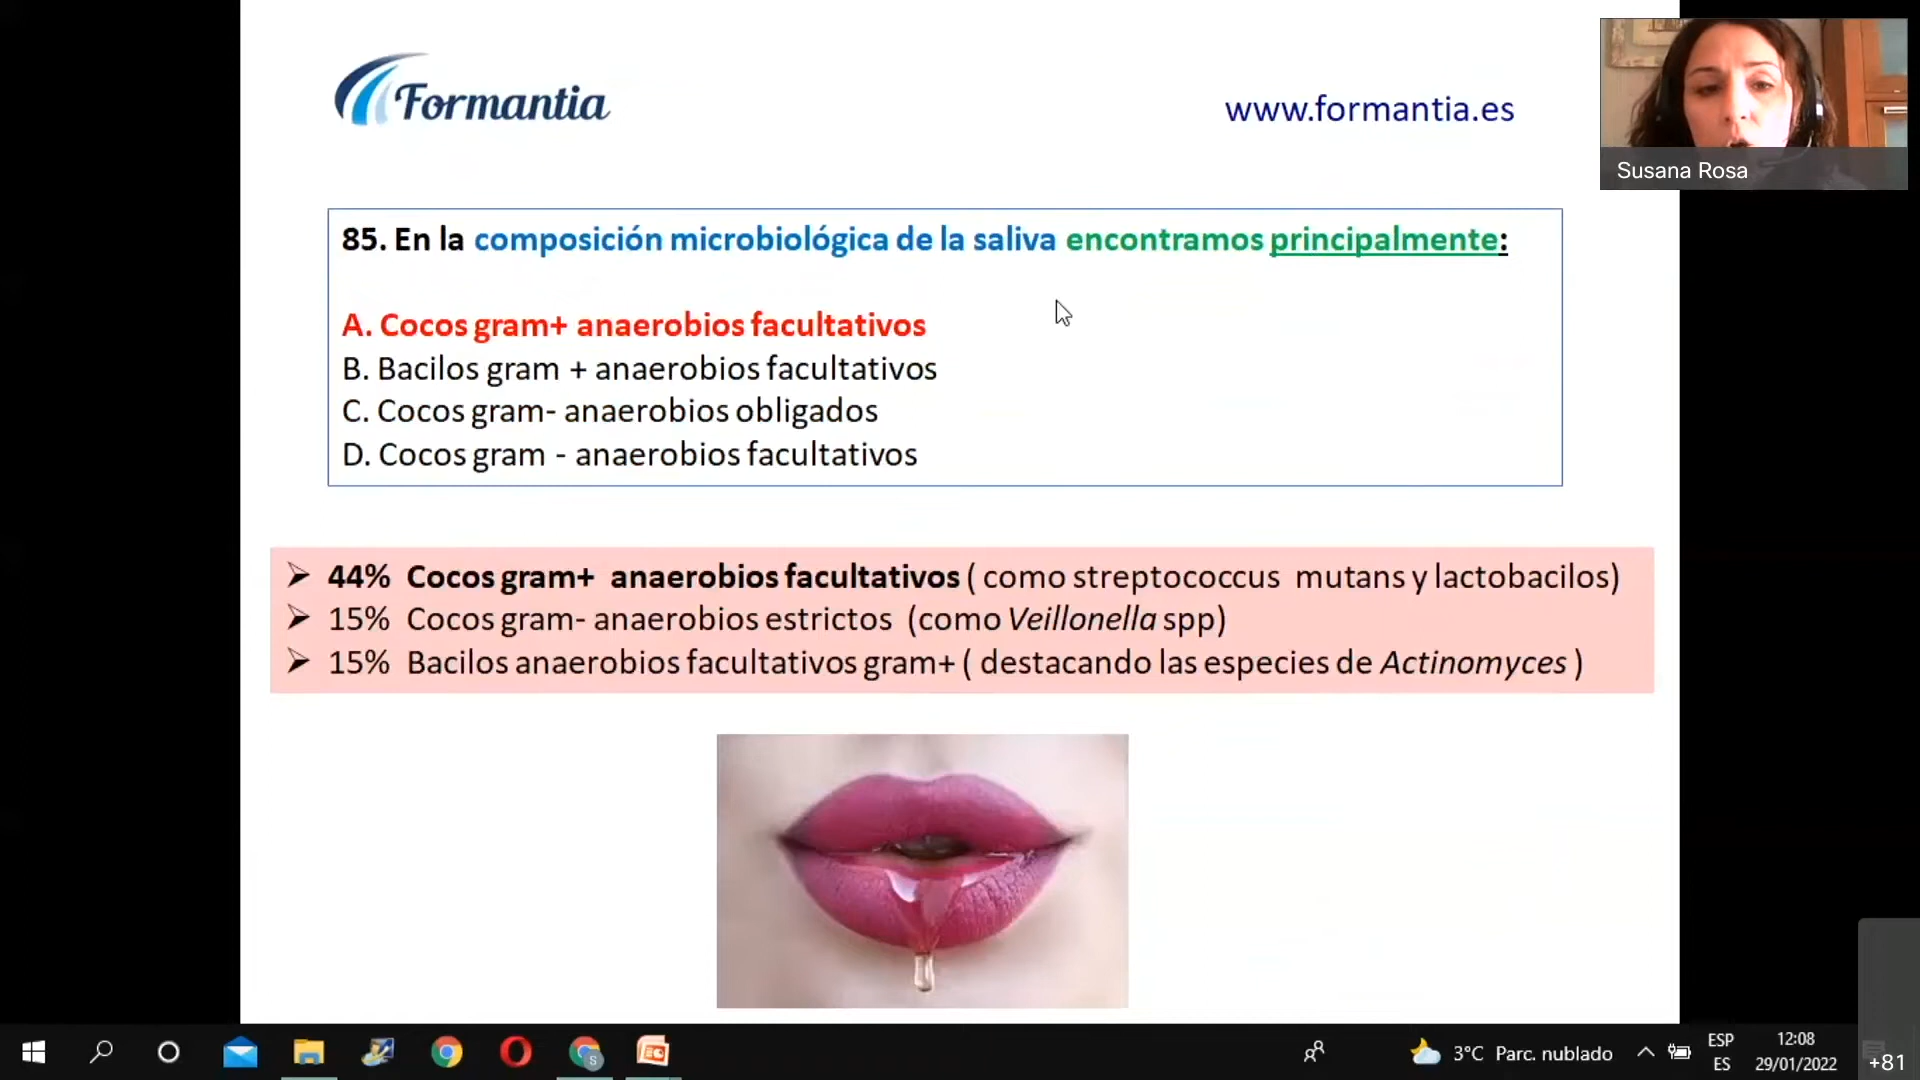 Formantia
www.formantia.es
Susana Rosa
85. En la composición microbiológica de la saliva encontramos principalmente:
A. Cocos gram+ anaerobios facultativos
B. Bacilos gram + anaerobios facultativos
C. Cocos gram- anaerobios obligados
D. Cocos gram - anaerobios facultativos
➢ 44% Cocos gram+ anaerobios facultativos ( como streptococcus mutans y lactobacilos)
➢ 15% Cocos gram- anaerobios estrictos (como Veillonella spp)
➢ 15% Bacilos anaerobios facultativos gram+ ( destacando las especies de Actinomyces )
S
3°C Parc. nublado
ESP
ES
12:08
29/01/2022
+81